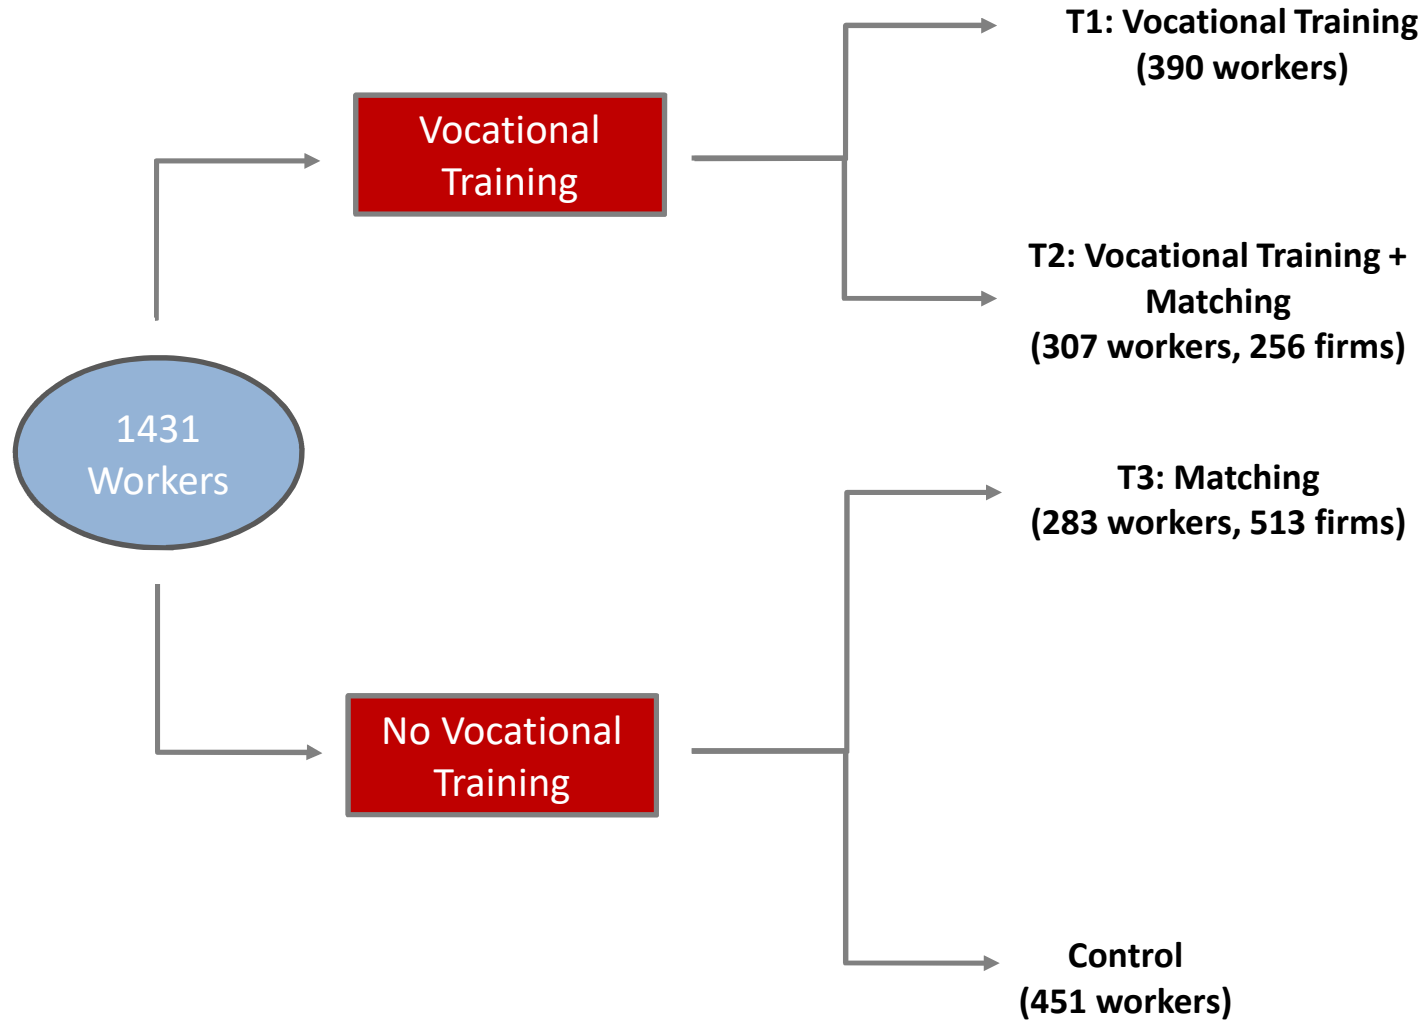 T1: Vocational Training
(390 workers)
Vocational
Training
T2: Vocational Training +
Matching
(307 workers, 256 firms)
1431
Workers
T3: Matching
(283 workers, 513 firms)
No Vocational
Training
Control
(451 workers)